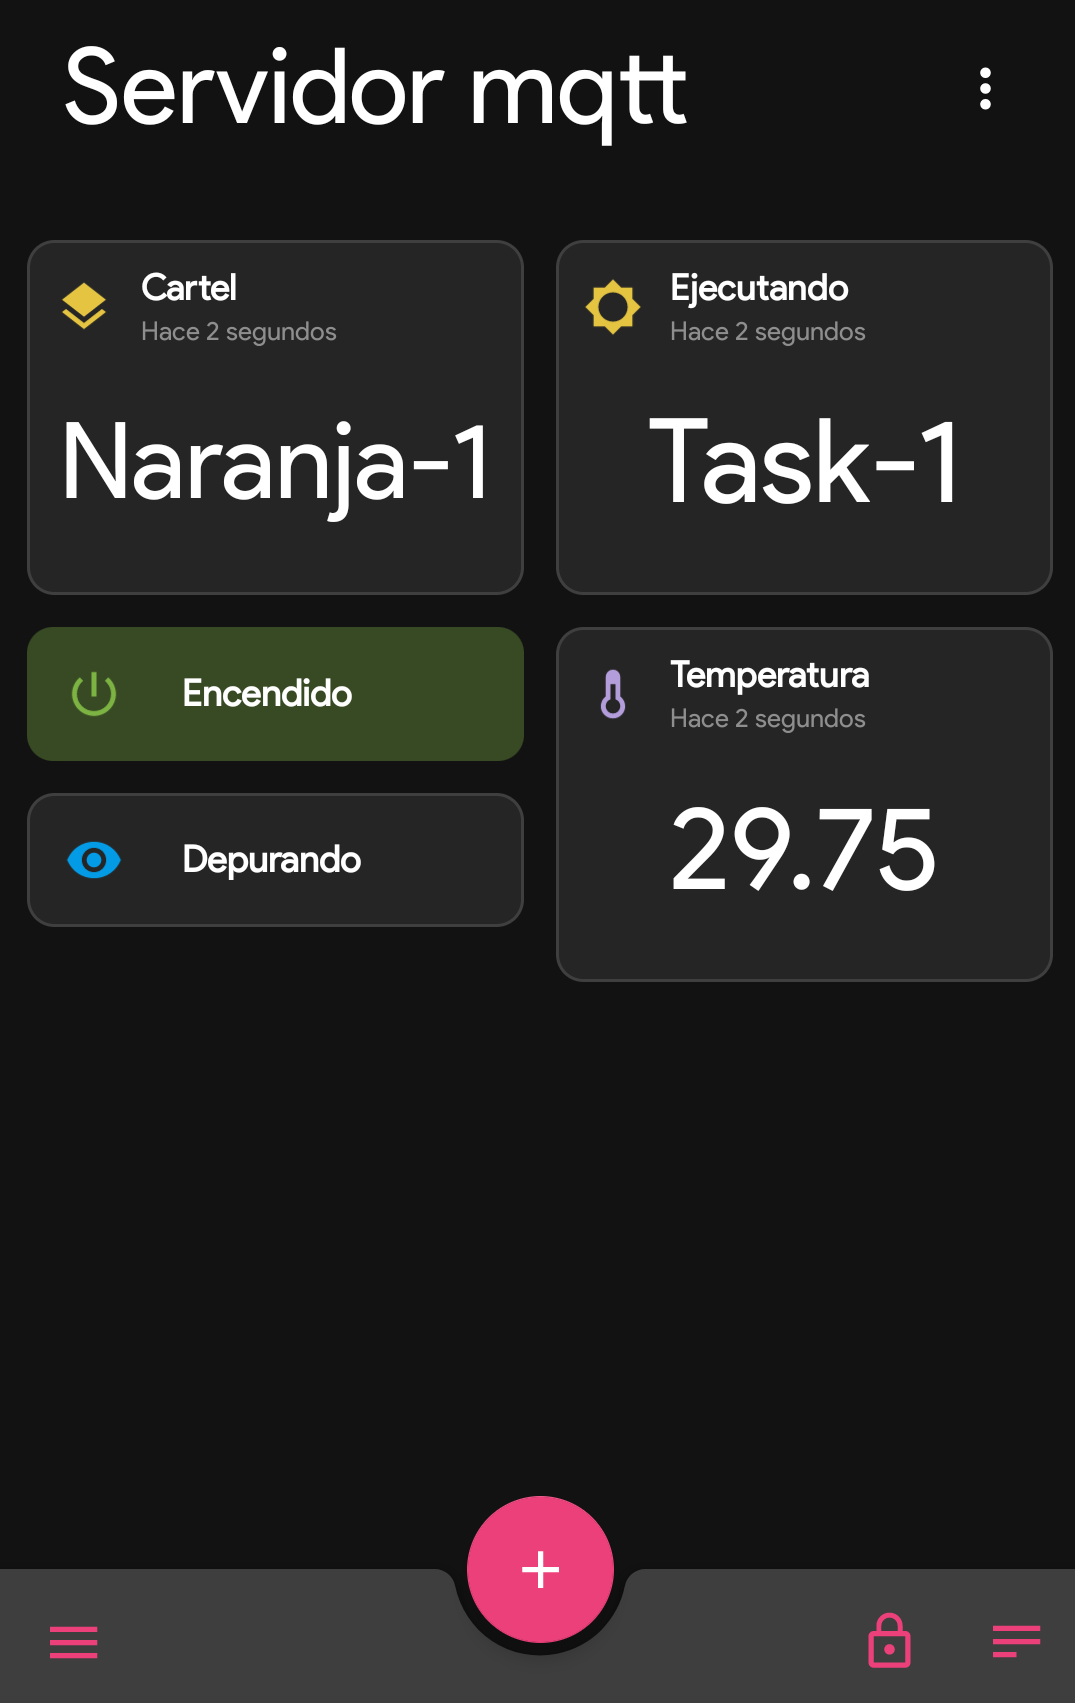 Servidor mqtt
Cartel
Hace 2 segundos
Naranja-1
Ejecutando
Hace 2 segundos
Task-1
Encendido
Depurando
Temperatura
Hace 2 segundos
29.75